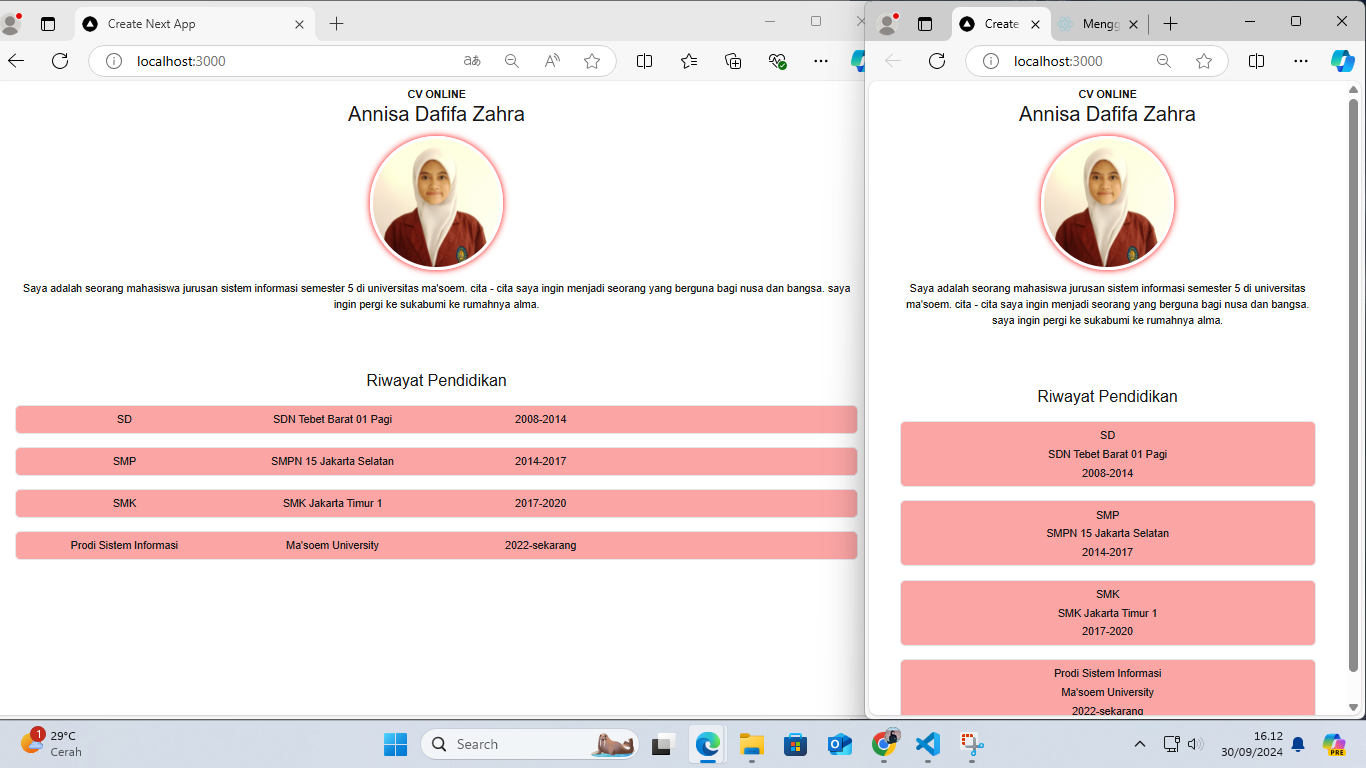 Create Next App
localhost:3000
CV ONLINE
Annisa Dafifa Zahra
Saya adalah seorang mahasiswa jurusan sistem informasi semester 5 di universitas ma'soem. cita - cita saya ingin menjadi seorang yang berguna bagi nusa dan bangsa. saya
ingin pergi ke sukabumi ke rumahnya alma.
Riwayat Pendidikan
SD SDN Tebet Barat 01 Pagi 2008-2014
SMP SMPN 15 Jakarta Selatan 2014-2017
SMK SMK Jakarta Timur 1 2017-2020
Prodi Sistem Informasi Ma'soem University 2022-sekarang
Create Mengg
localhost:3000
CV ONLINE
Annisa Dafifa Zahra
Saya adalah seorang mahasiswa jurusan sistem informasi semester 5 di universitas
ma'soem. cita - cita saya ingin menjadi seorang yang berguna bagi nusa dan bangsa.
saya ingin pergi ke sukabumi ke rumahnya alma.
Riwayat Pendidikan
SD
SDN Tebet Barat 01 Pagi
2008-2014
SMP
SMPN 15 Jakarta Selatan
2014-2017
SMK
SMK Jakarta Timur 1
2017-2020
Prodi Sistem Informasi
Ma'soem University
2022-sekarang
1
29°C
Cerah
Search
16.12
30/09/2024
PRE